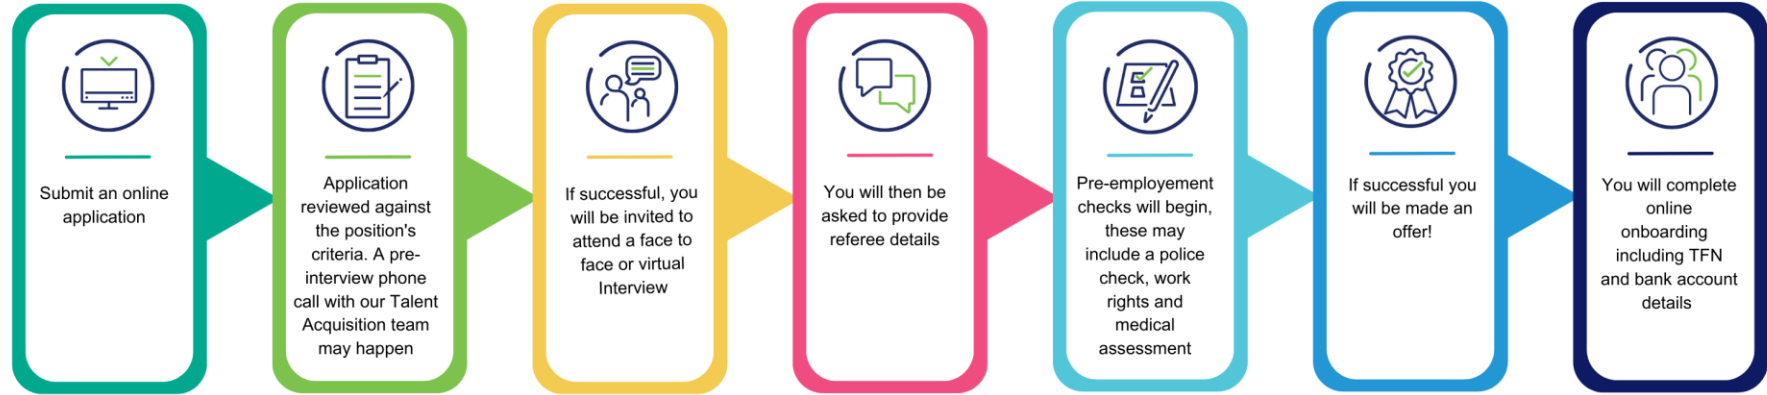 Submit an online
application
Application
reviewed against
the position's
criteria. A pre-
interview phone
call with our Talent
Acquisition team
may happen
If successful, you
will be invited to
attend a face to
face or virtual
Interview
You will then be
asked to provide
referee details
Pre-employement
checks will begin,
these may
include a police
check, work
rights and
medical
assessment
If successful you
will be made an
offer!
You will complete
online
onboarding
including TFN
and bank account
details